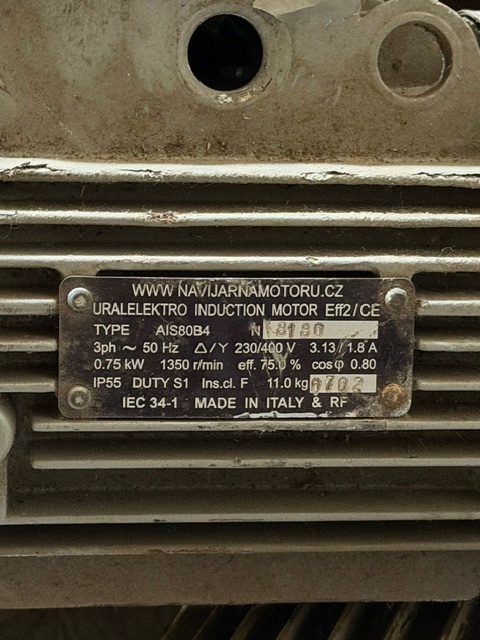 WWW.NAVIJARNAMOTORU.CZ
URALELEKTRO INDUCTION MOTOR Eff2/CE
TYPE AIS80B4 N
3ph ~ 50 Hz Δ/Y 230/400 V 3.13/1.8 A
0.75 kW 1350 r/min eff. 75.0 % cosφ 0.80
IP55 DUTY S1 Ins.cl. F 11.0 kg 0702
IEC 34-1 MADE IN ITALY & RF